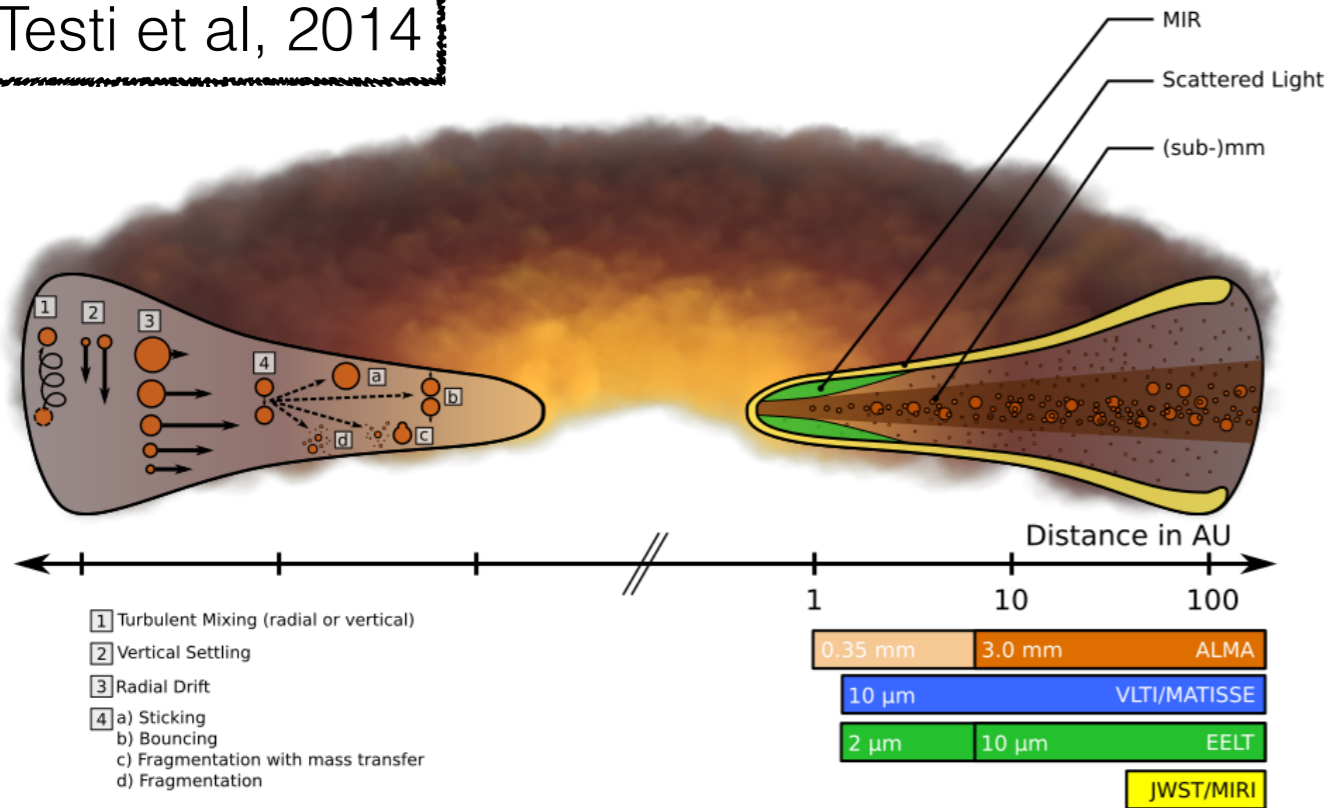 Testi et al, 2014
MIR
Scattered Light
(sub-)mm
1
2
3
4
a
b
c
d
Distance in AU
1
10
100
1 Turbulent Mixing (radial or vertical)
2 Vertical Settling
3 Radial Drift
4 a) Sticking
b) Bouncing
c) Fragmentation with mass transfer
d) Fragmentation
0.35 mm 3.0 mm ALMA
10 μm VLTI/MATISSE
2 μm 10 μm EELT
JWST/MIRI